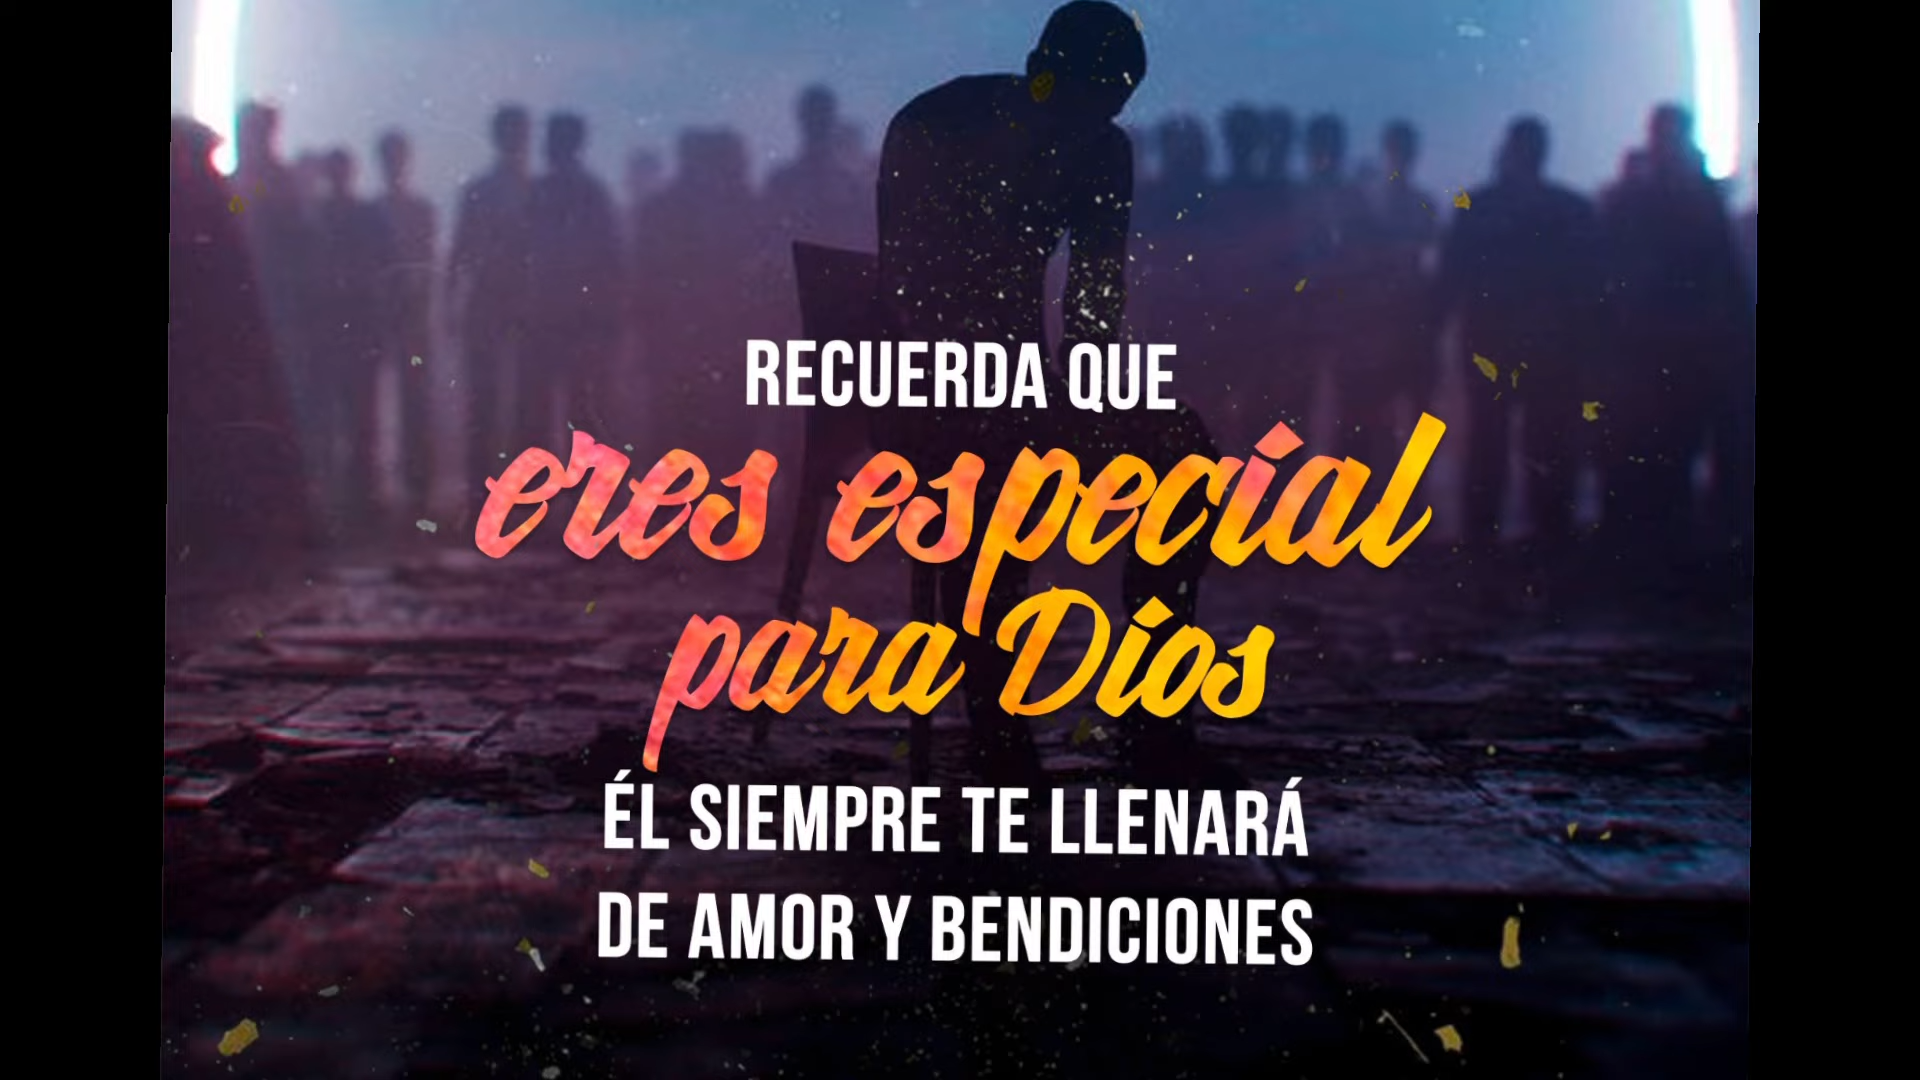 RECUERDA QUE
eres especial
para Dios
ÉL SIEMPRE TE LLENARÁ
DE AMOR Y BENDICIONES